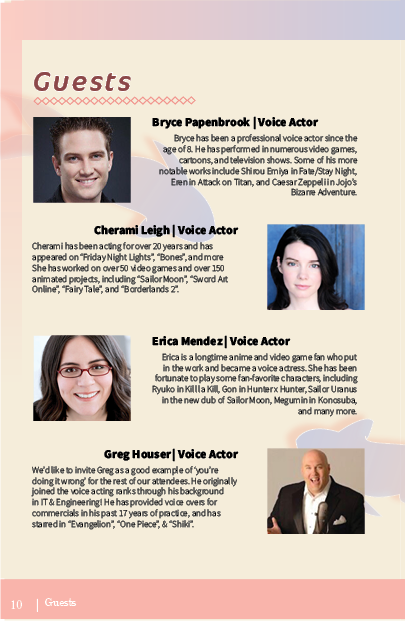 Guests
Bryce Papenbrook | Voice Actor
Bryce has been a professional voice actor since the
age of 8. He has performed in numerous video games,
cartoons, and television shows. Some of his more
notable works include Shirou Emiya in Fate/Stay Night,
Eren in Attack on Titan, and Caesar Zeppeli in Jojo's
Bizarre Adventure.
Cherami Leigh | Voice Actor
Cherami has been acting for over 20 years and has
appeared on "Friday Night Lights", "Bones", and more
She has worked on over 50 video games and over 150
animated projects, including "Sailor Moon", "Sword Art
Online", "Fairy Tale", and "Borderlands 2".
Erica Mendez | Voice Actor
Erica is a longtime anime and video game fan who put
in the work and became a voice actress. She has been
fortunate to play some fan-favorite characters, including
Ryuko in Kill la Kill, Gon in Hunter x Hunter, Sailor Uranus
in the new dub of Sailor Moon, Megumin in Konosuba,
and many more.
Greg Houser | Voice Actor
We'd like to invite Greg as a good example of 'you're
doing it wrong' for the rest of our attendees. He originally
joined the voice acting ranks through his background
in IT & Engineering! He has provided voice overs for
commercials in his past 17 years of practice, and has
starred in "Evangelion", "One Piece", & "Shiki".
10 | Guests